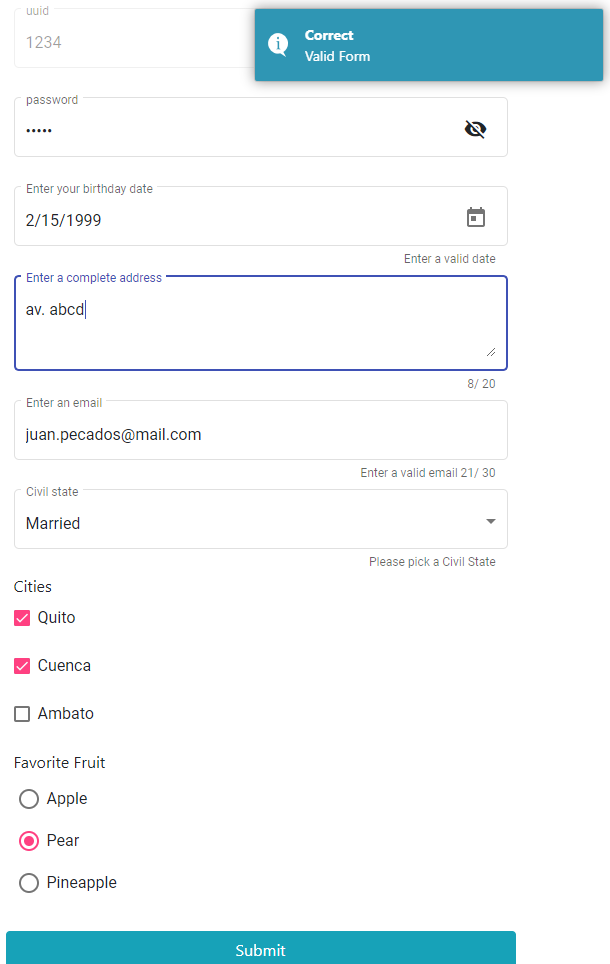 uuid
1234
Correct
Valid Form
password
•••••
Enter your birthday date
2/15/1999
Enter a valid date
Enter a complete address
av. abcd
8/ 20
Enter an email
juan.pecados@mail.com
Enter a valid email 21/ 30
Civil state
Married
Please pick a Civil State
Cities
Quito
Cuenca
Ambato
Favorite Fruit
Apple
Pear
Pineapple
Submit